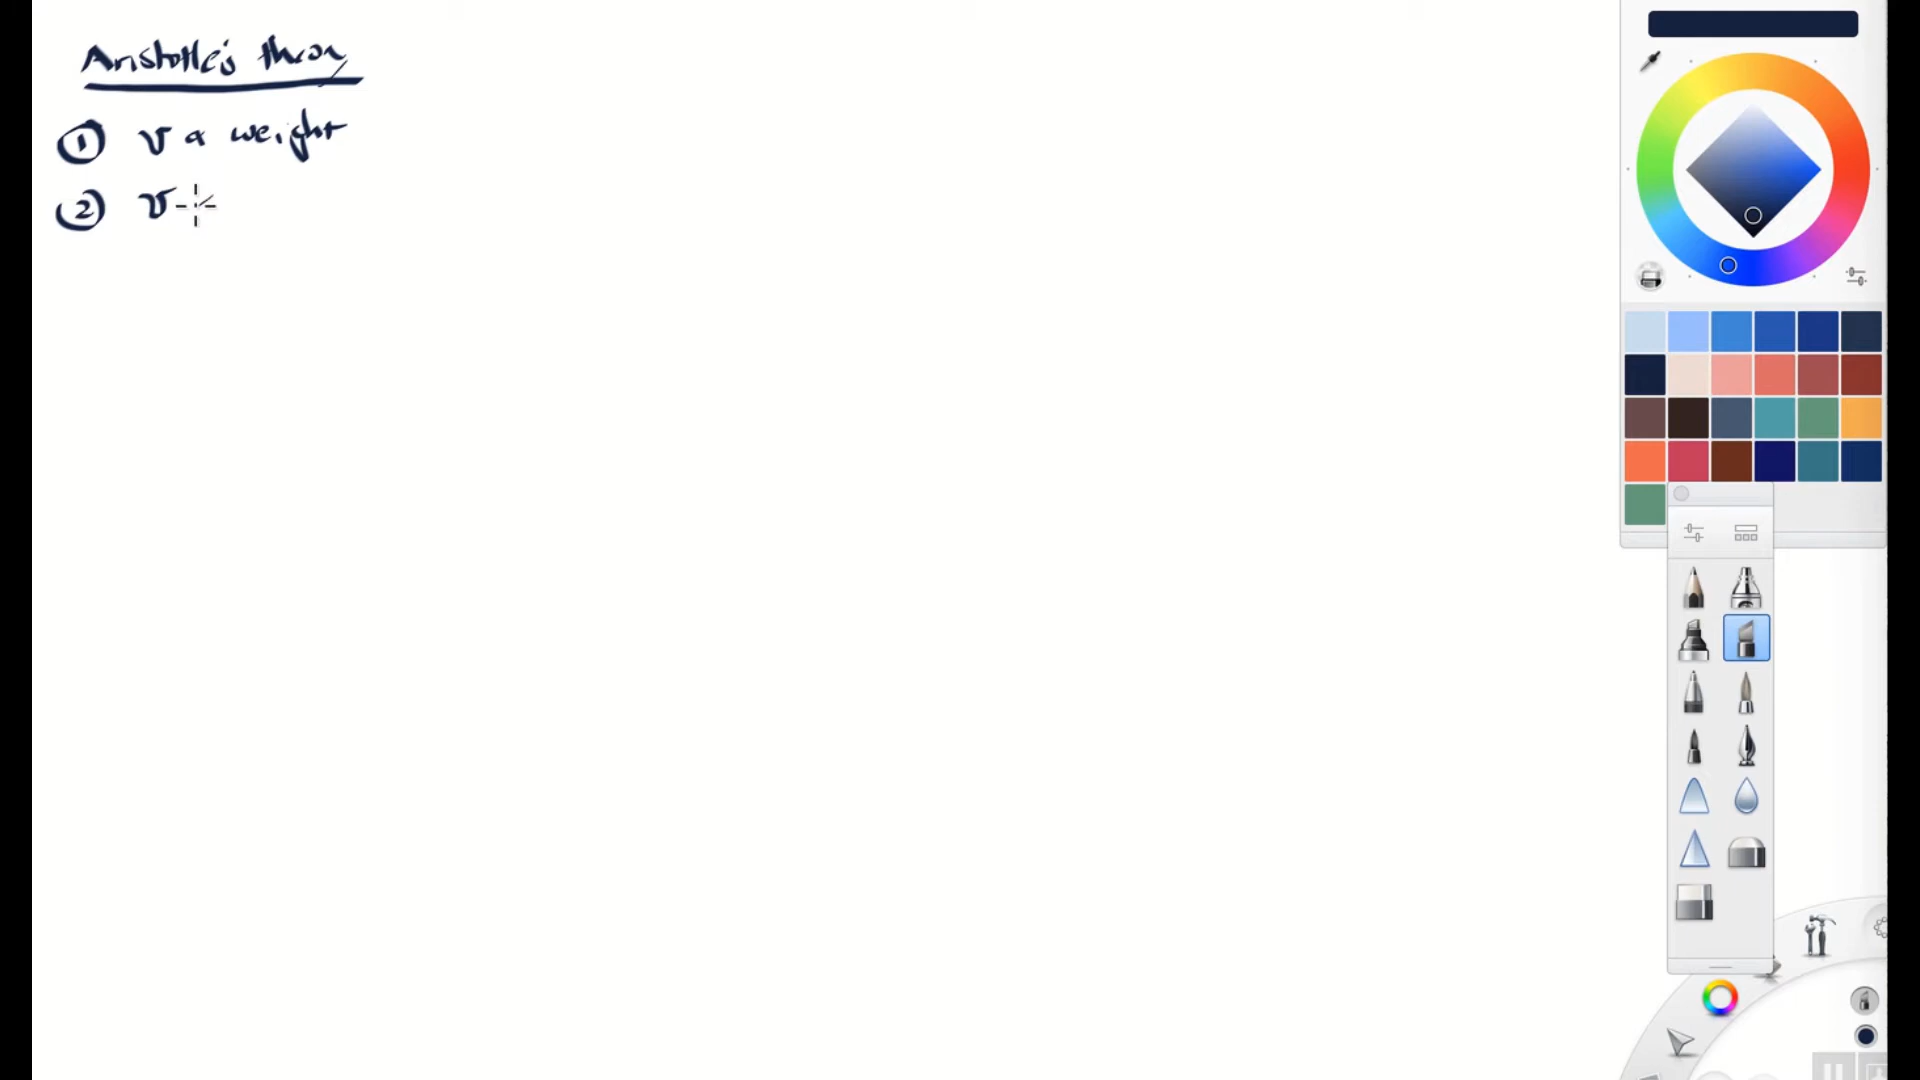 Aristotle's theory
① v ∝ weight
② v